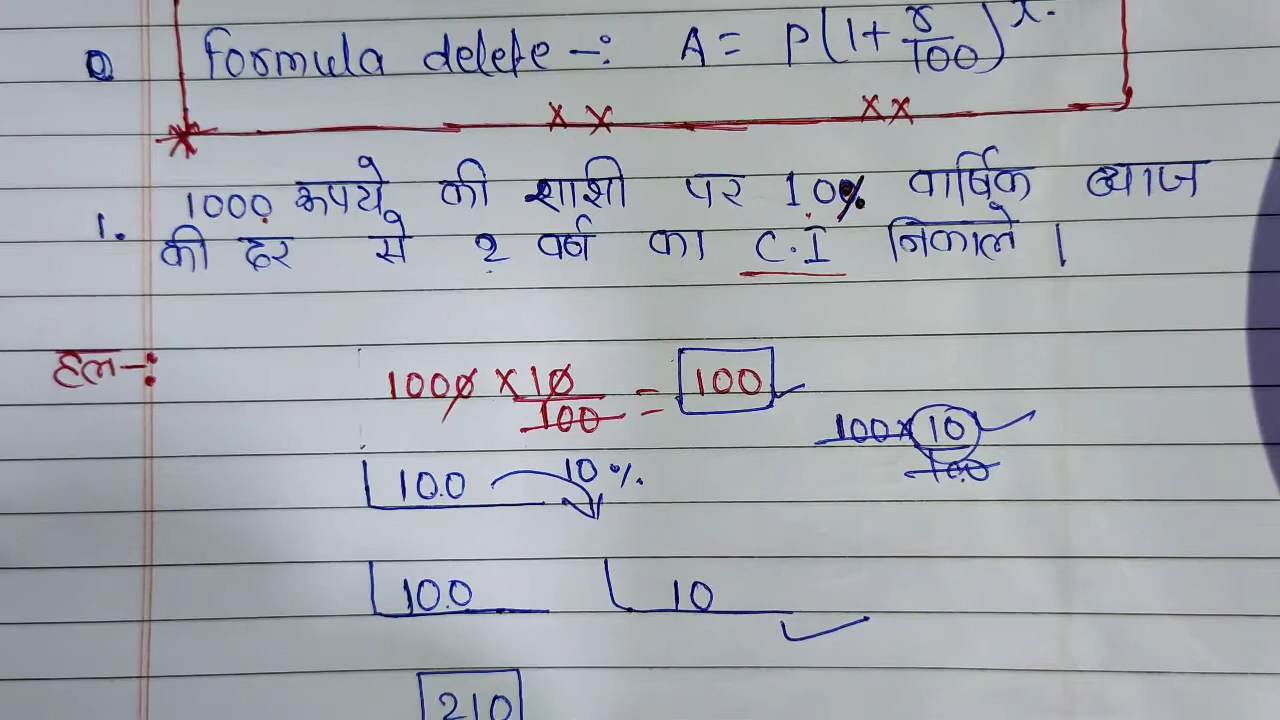 Formula delete -: A = P(1+ r/100)^x.
1. 1000 रूपये की शाशी पर 10% वार्षिक ब्याज
की दर से 2 वर्ष का C.I निकाले ।
हल-:
1000 × 10/100 = 100
100×10/100
100 10%
100 10
210